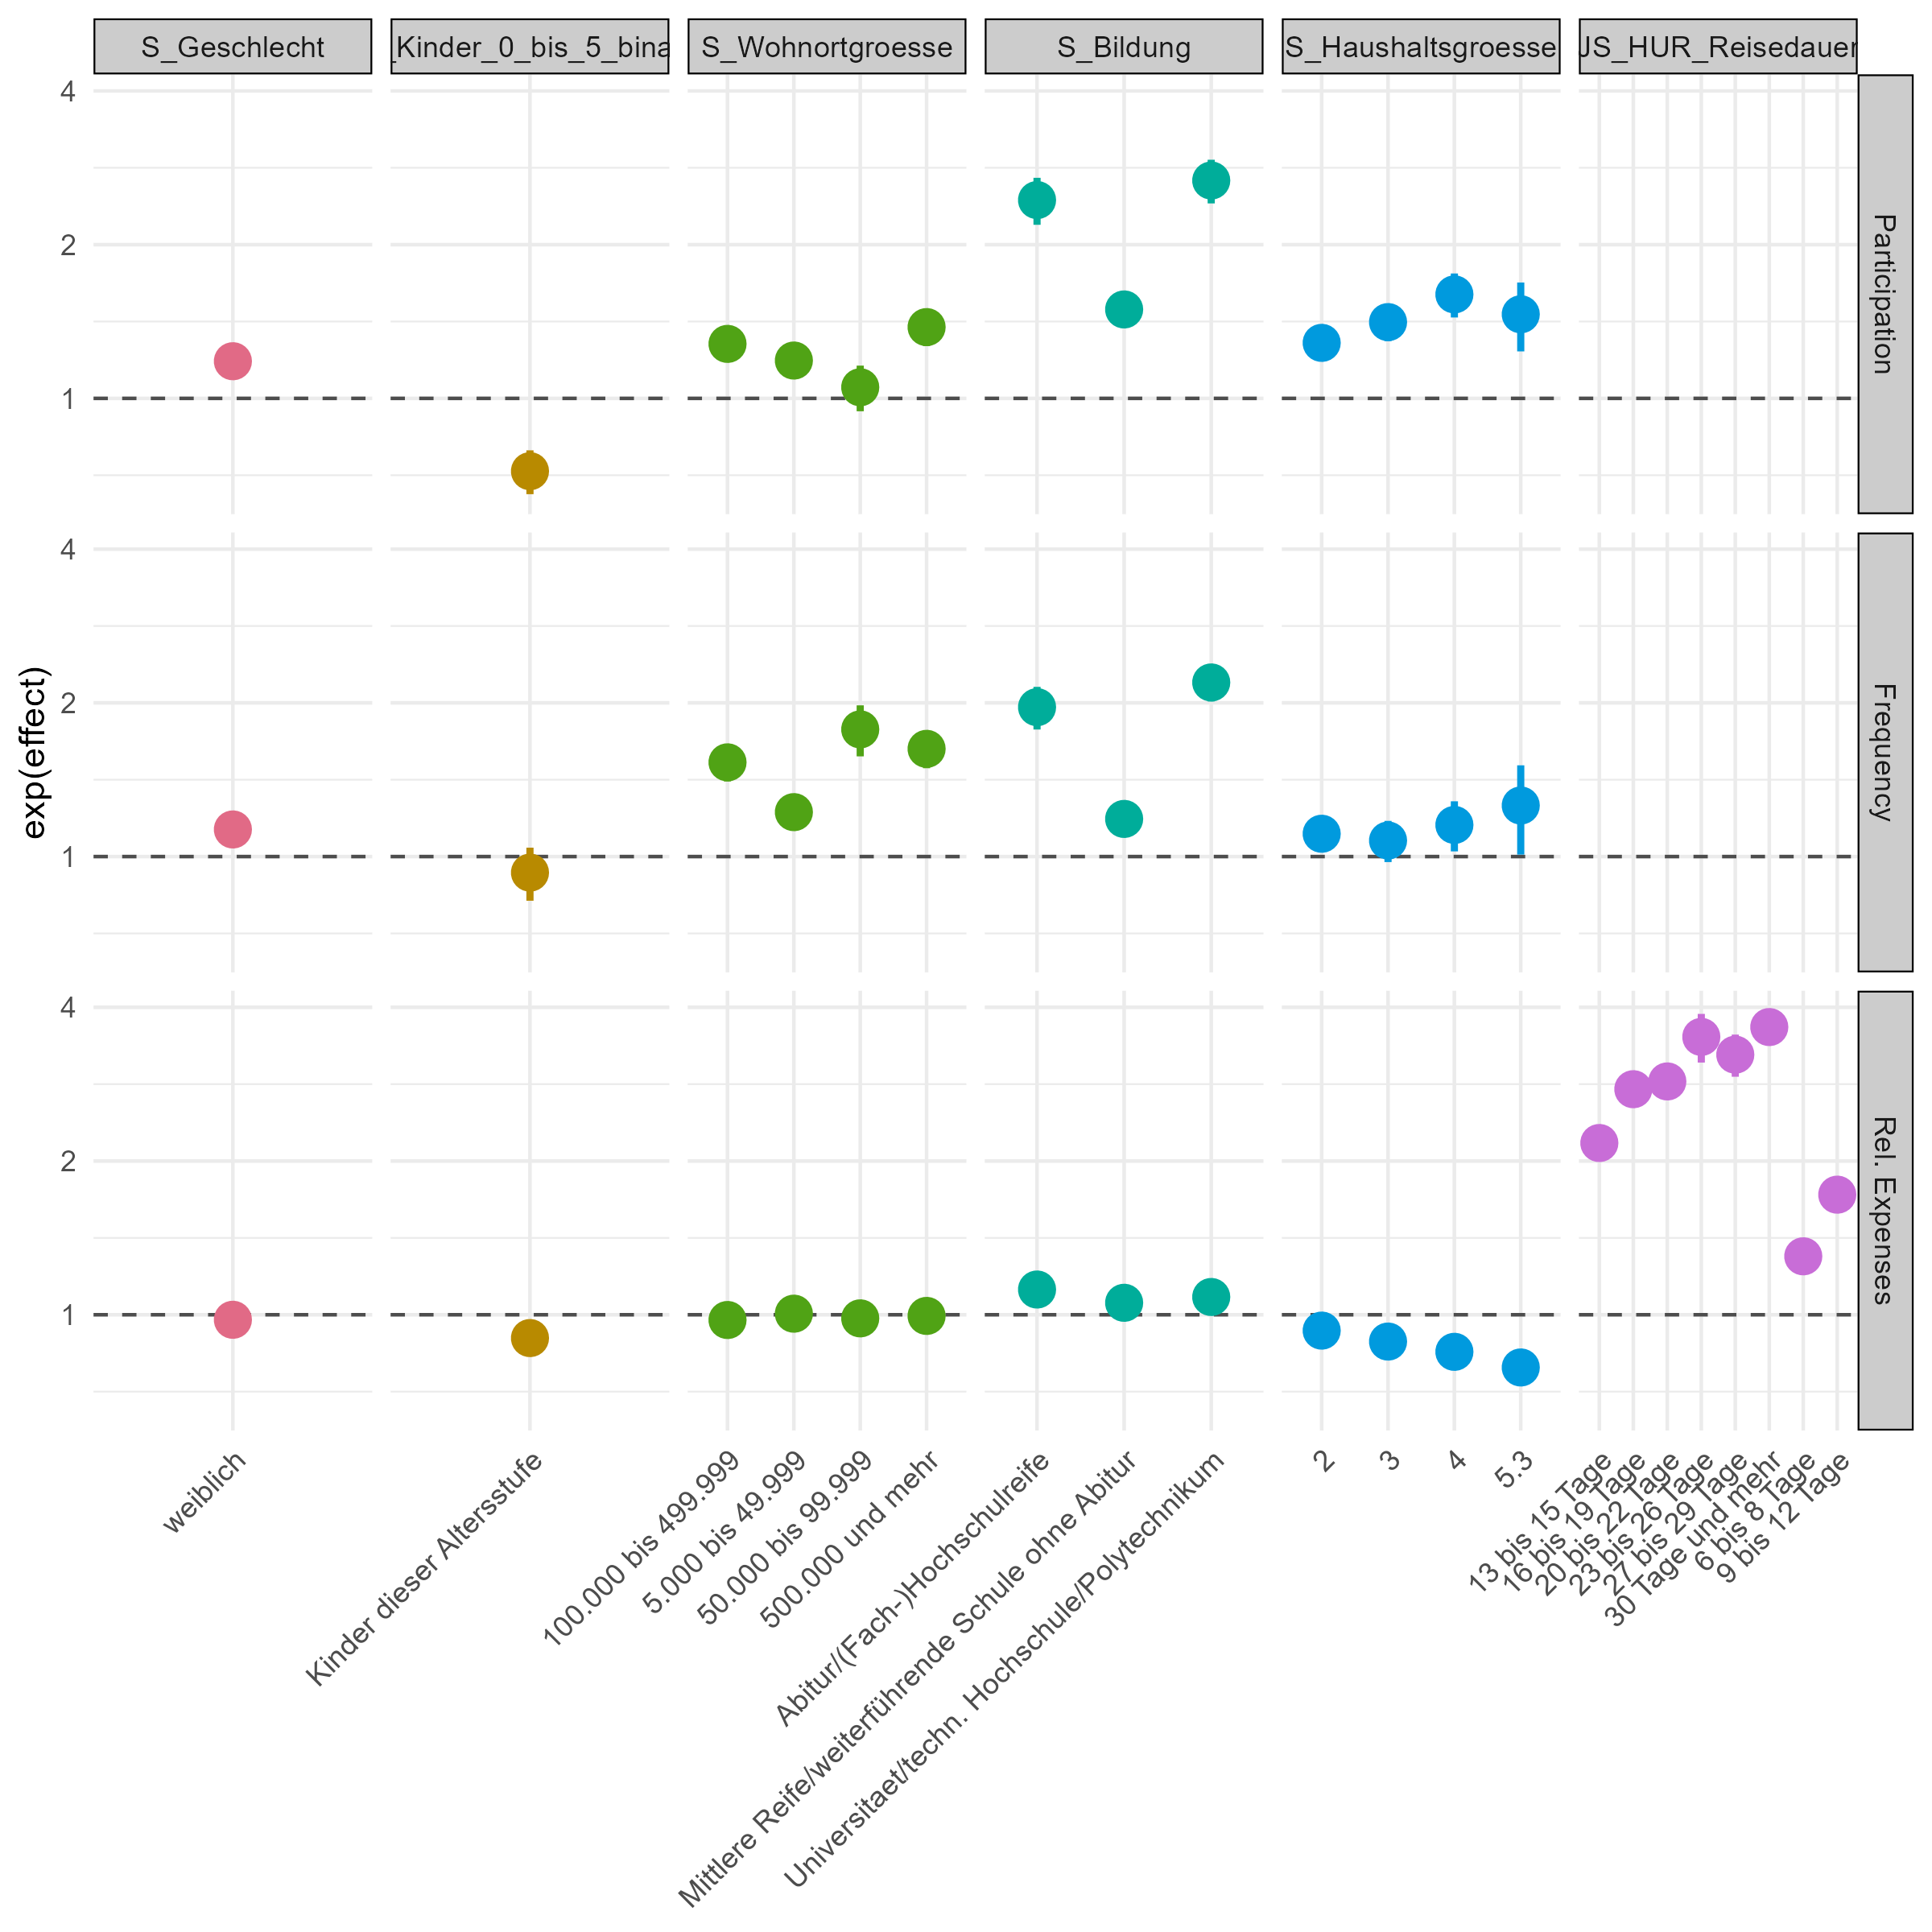 S_Geschlecht
_Kinder_0_bis_5_bina
S_Wohnortgroesse
S_Bildung
S_Haushaltsgroesse
JS_HUR_Reisedauer
exp(effect)
4
2
1
Participation
4
2
1
Frequency
4
2
1
Rel. Expenses
weiblich
Kinder dieser Altersstufe
100.000 bis 499.999
5.000 bis 49.999
50.000 bis 99.999
500.000 und mehr
Abitur/(Fach-)Hochschulreife
Mittlere Reife/weiterführende Schule ohne Abitur
Universitaet/techn. Hochschule/Polytechnikum
2
3
4
5.3
13 bis 15 Tage
16 bis 19 Tage
20 bis 22 Tage
23 bis 26 Tage
27 bis 29 Tage
30 Tage und mehr
6 bis 8 Tage
9 bis 12 Tage